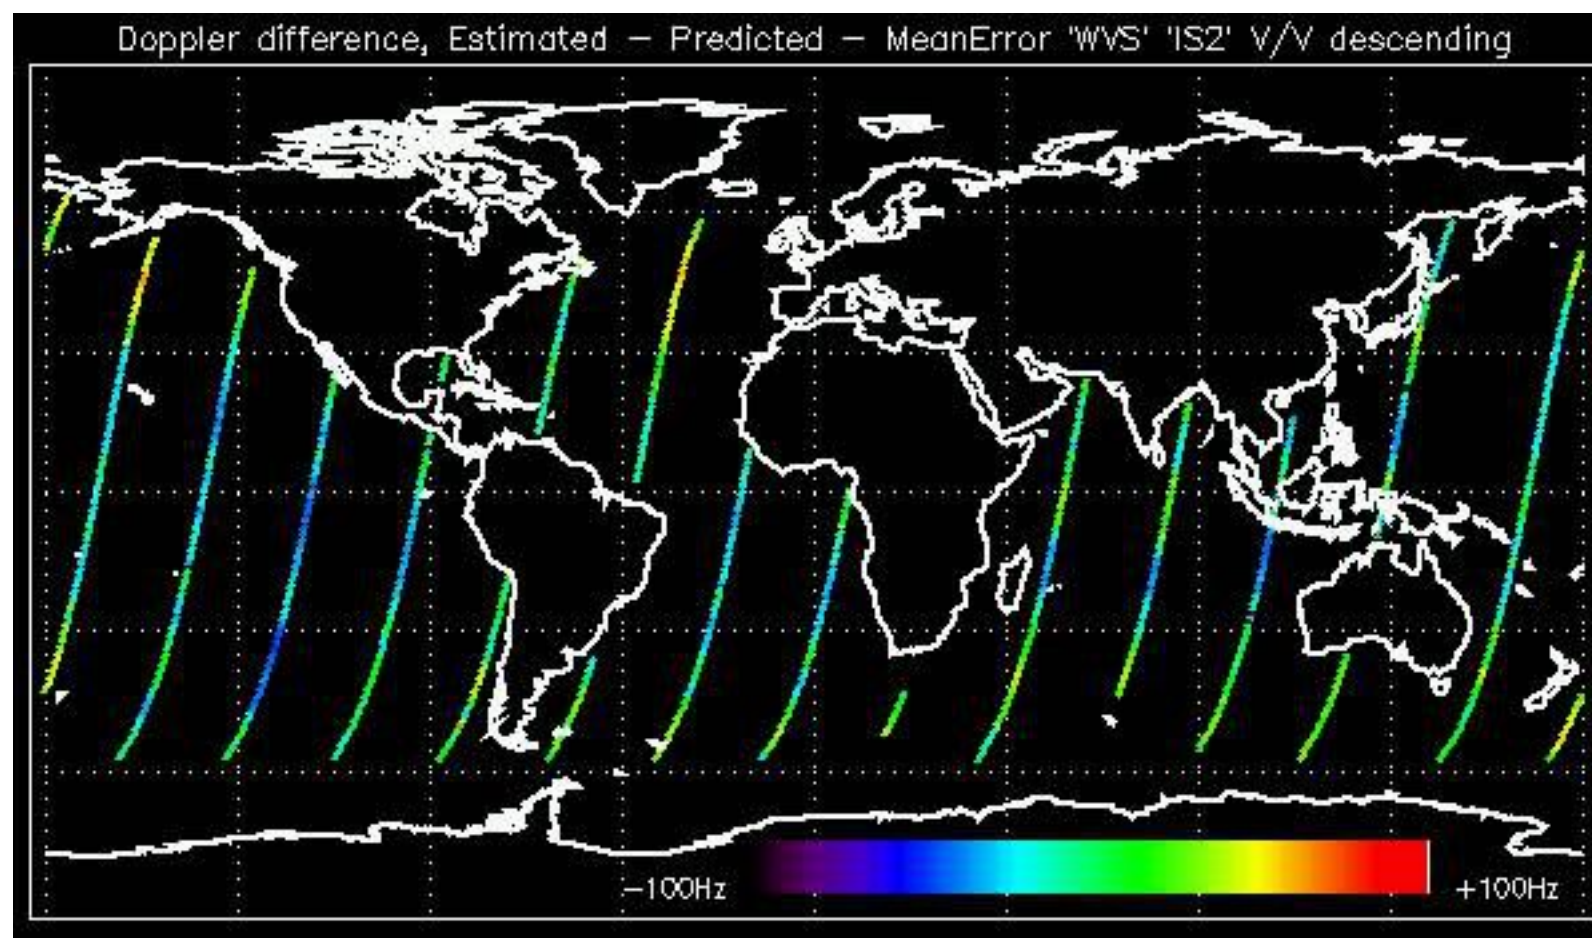 Doppler difference, Estimated – Predicted – MeanError 'WVS' 'IS2' V/V descending
–100Hz +100Hz